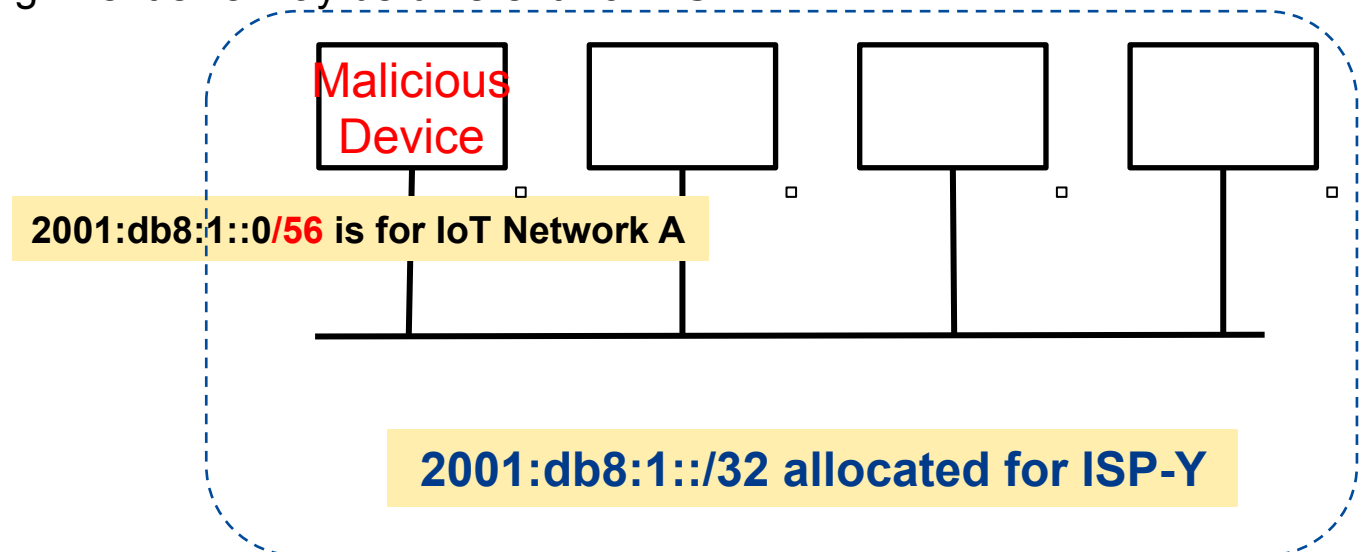 Malicious
Device
2001:db8:1::0/56 is for IoT Network A
2001:db8:1::/32 allocated for ISP-Y